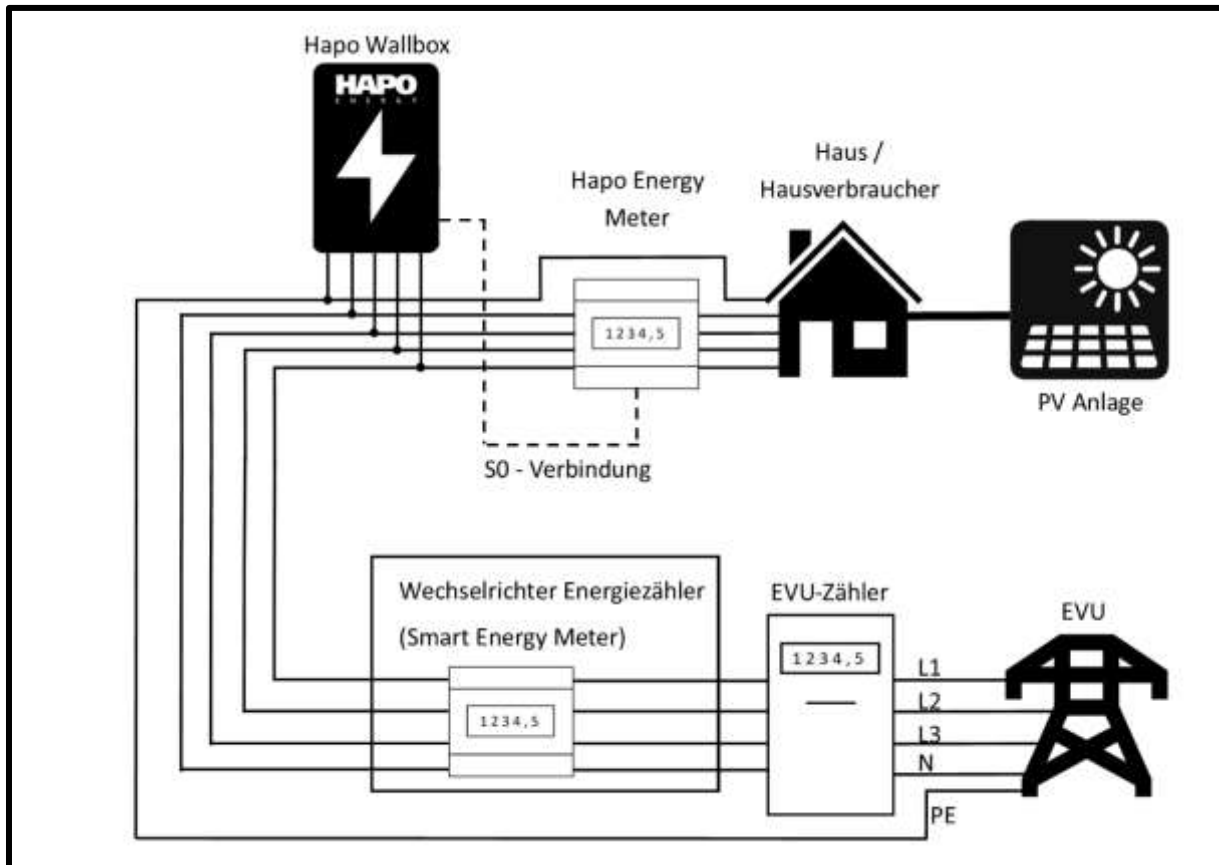 Hapo Wallbox
HAPO
ENERGY
Haus /
Hausverbraucher
Hapo Energy
Meter
1234,5
PV Anlage
S0 - Verbindung
Wechselrichter Energiezähler
(Smart Energy Meter)
1234,5
EVU-Zähler
1234,5
EVU
L1
L2
L3
N
PE